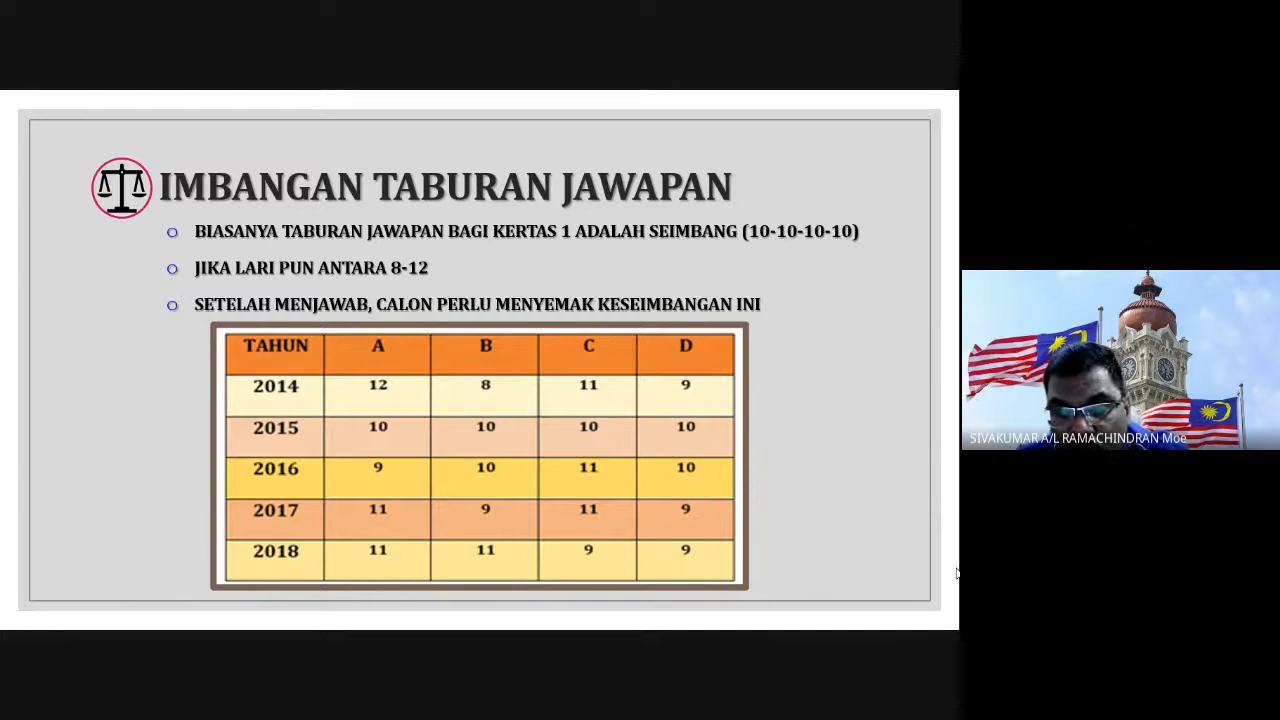 IMBANGAN TABURAN JAWAPAN
BIASANYA TABURAN JAWAPAN BAGI KERTAS 1 ADALAH SEIMBANG (10-10-10-10)
JIKA LARI PUN ANTARA 8-12
SETELAH MENJAWAB, CALON PERLU MENYEMAK KESEIMBANGAN INI
TAHUN A B C D
2014 12 8 11 9
2015 10 10 10 10
2016 9 10 11 10
2017 11 9 11 9
2018 11 11 9 9
SIVAKUMAR A/L RAMACHINDRAN Moe